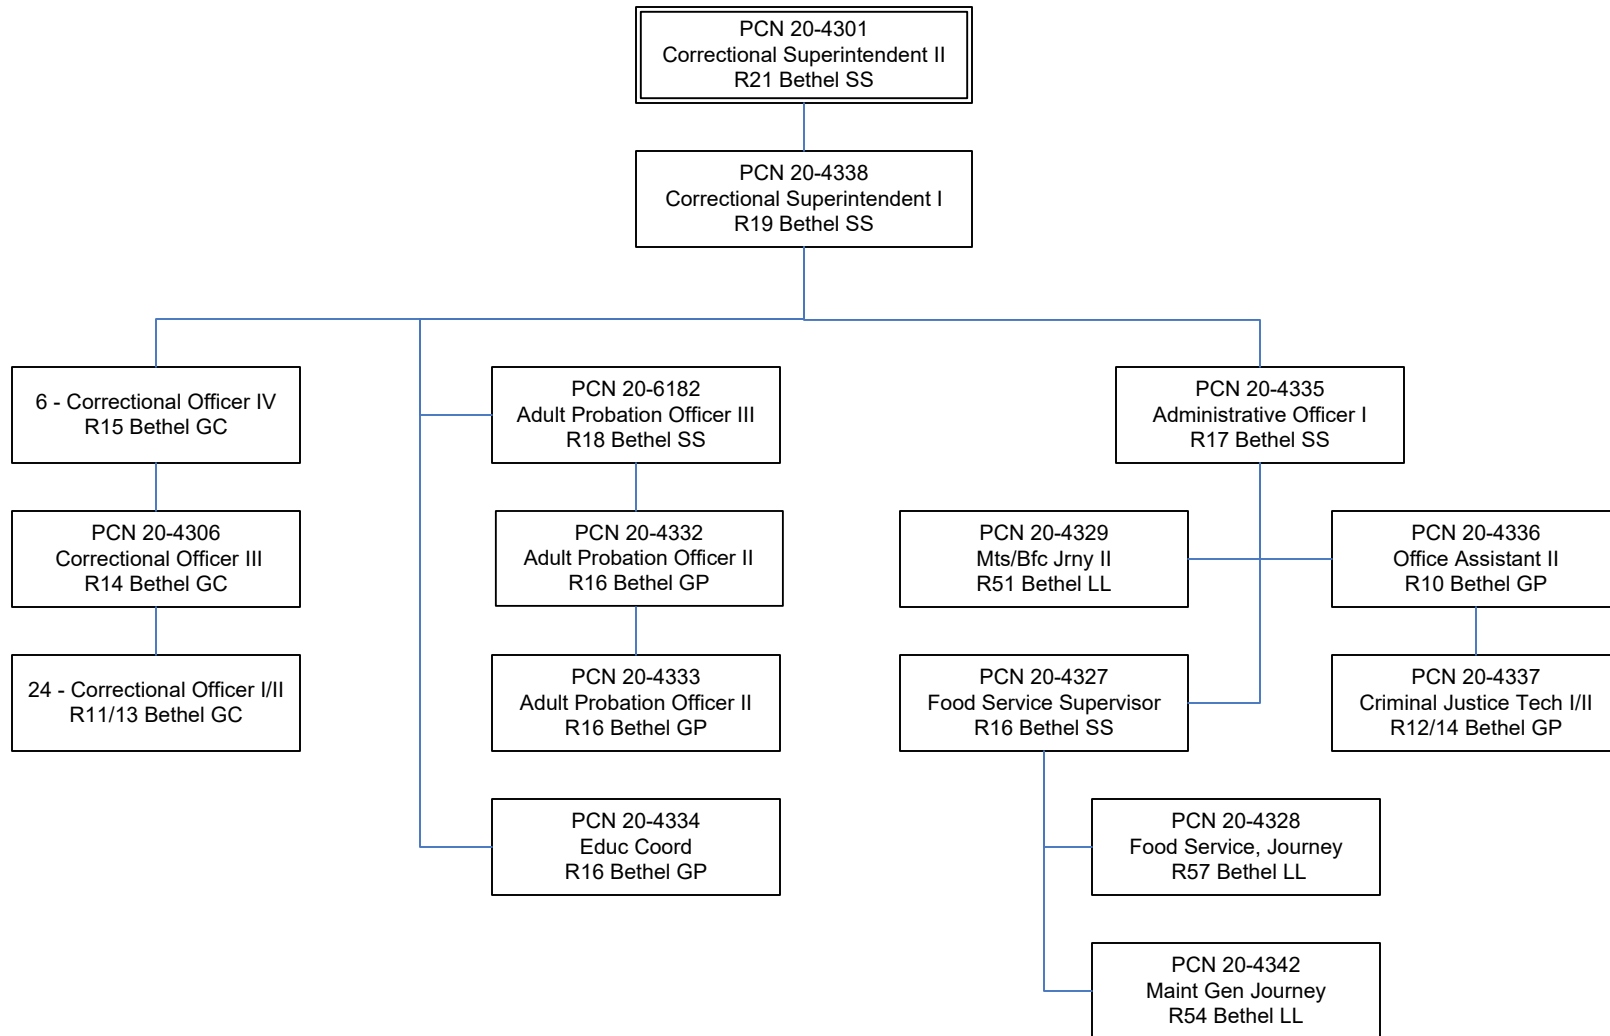 PCN 20-4301
Correctional Superintendent II
R21 Bethel SS
PCN 20-4338
Correctional Superintendent I
R19 Bethel SS
6 - Correctional Officer IV
R15 Bethel GC
PCN 20-6182
Adult Probation Officer III
R18 Bethel SS
PCN 20-4335
Administrative Officer I
R17 Bethel SS
PCN 20-4306
Correctional Officer III
R14 Bethel GC
PCN 20-4332
Adult Probation Officer II
R16 Bethel GP
PCN 20-4329
Mts/Bfc Jrny II
R51 Bethel LL
PCN 20-4336
Office Assistant II
R10 Bethel GP
24 - Correctional Officer I/II
R11/13 Bethel GC
PCN 20-4333
Adult Probation Officer II
R16 Bethel GP
PCN 20-4327
Food Service Supervisor
R16 Bethel SS
PCN 20-4337
Criminal Justice Tech I/II
R12/14 Bethel GP
PCN 20-4334
Educ Coord
R16 Bethel GP
PCN 20-4328
Food Service, Journey
R57 Bethel LL
PCN 20-4342
Maint Gen Journey
R54 Bethel LL